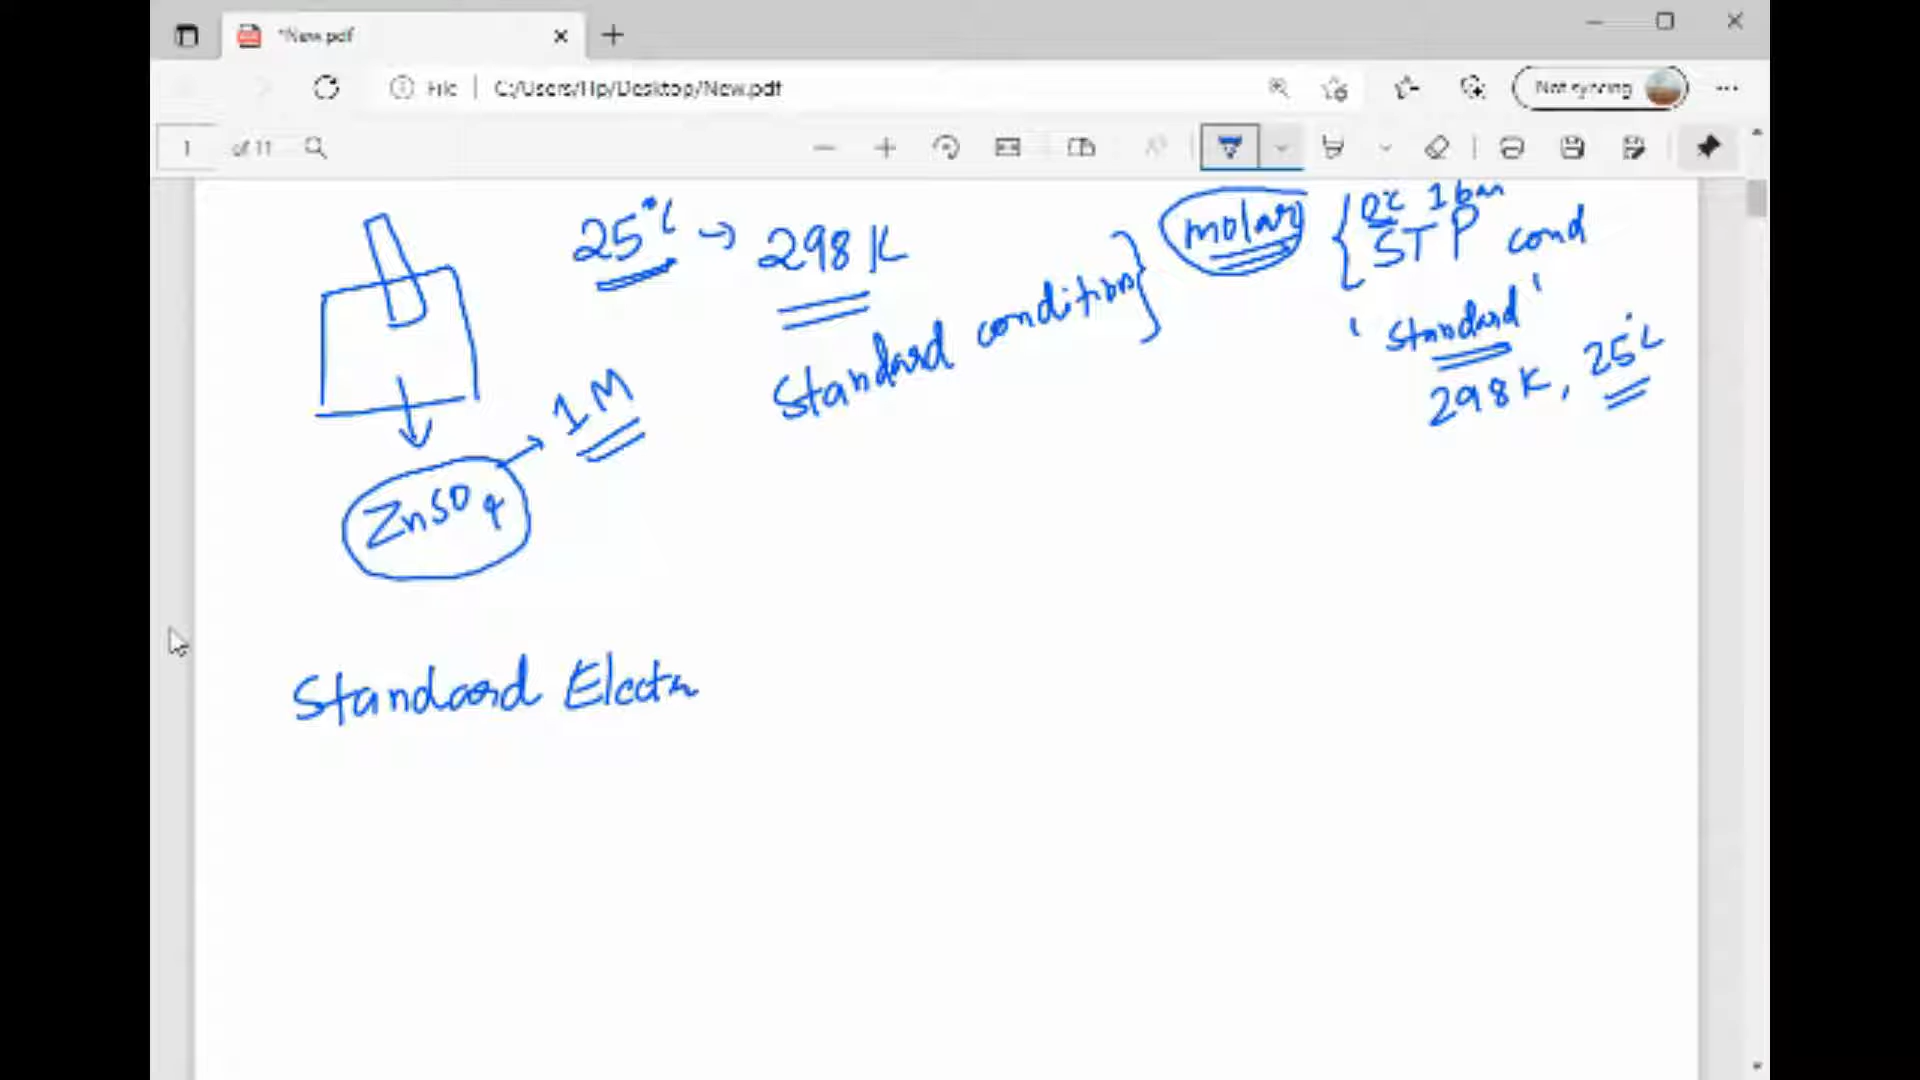 *New.pdf
File C:/Users/Hp/Desktop/New.pdf
Not syncing
1 of 11
25°C → 298 K
Standard condition}
molar
{0°C 1 bar
STP cond
'Standard'
298 K, 25°C
1 M
ZnSO4
Standard Electr